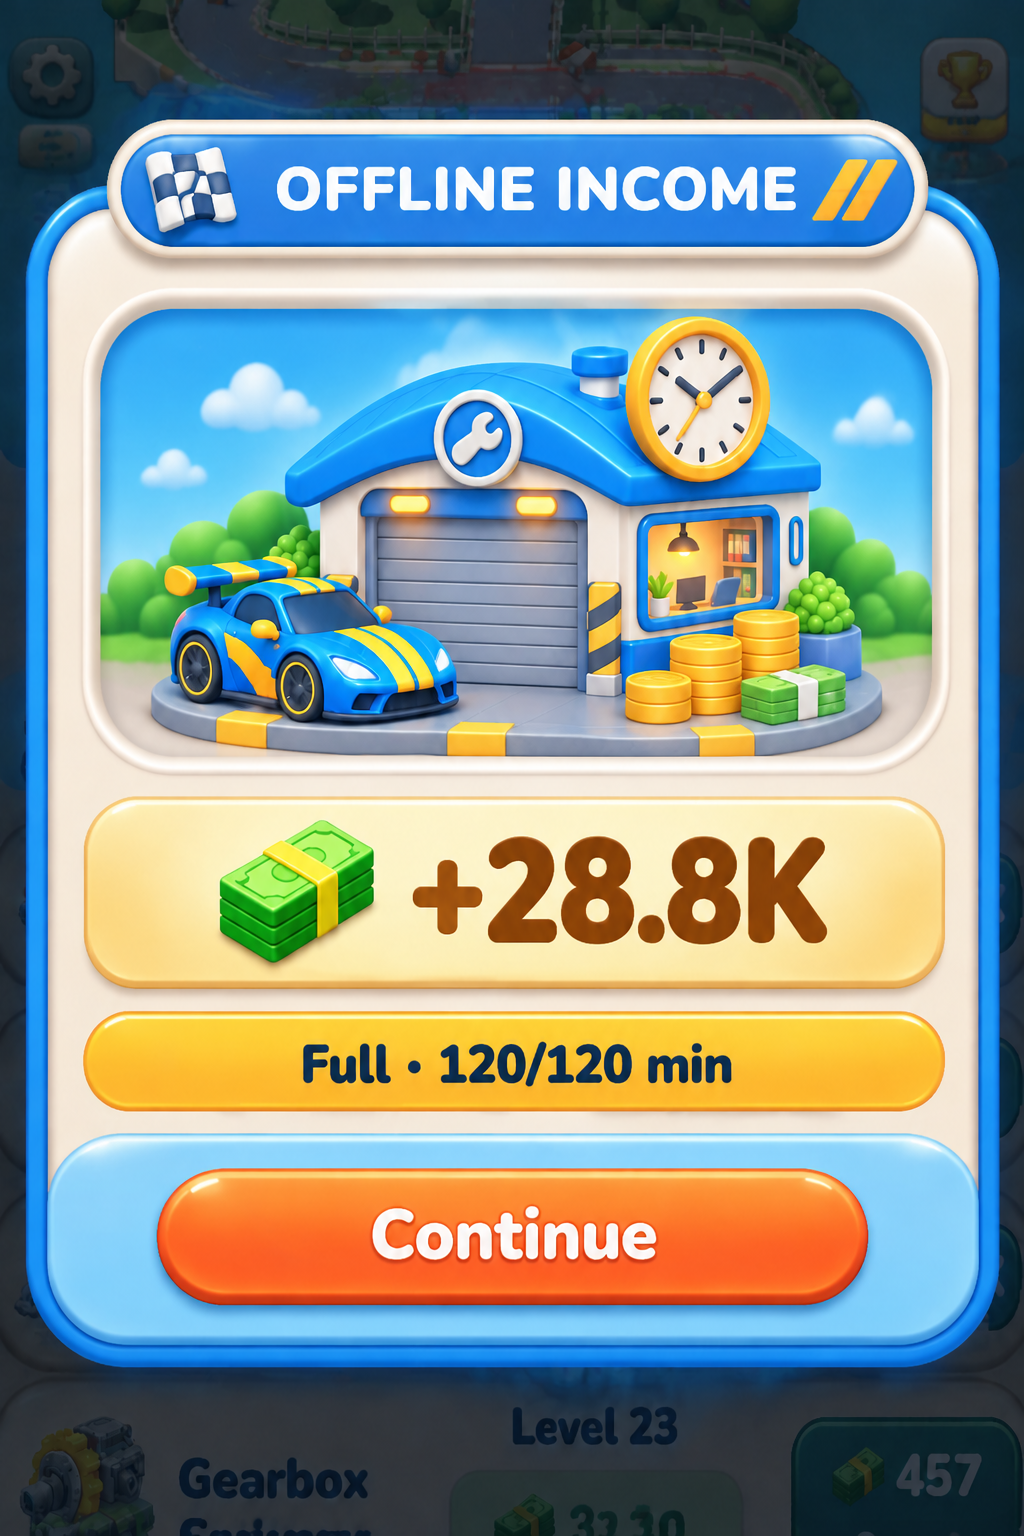 OFFLINE INCOME
+28.8K
Full • 120/120 min
Continue
Level 23
Gearbox
457